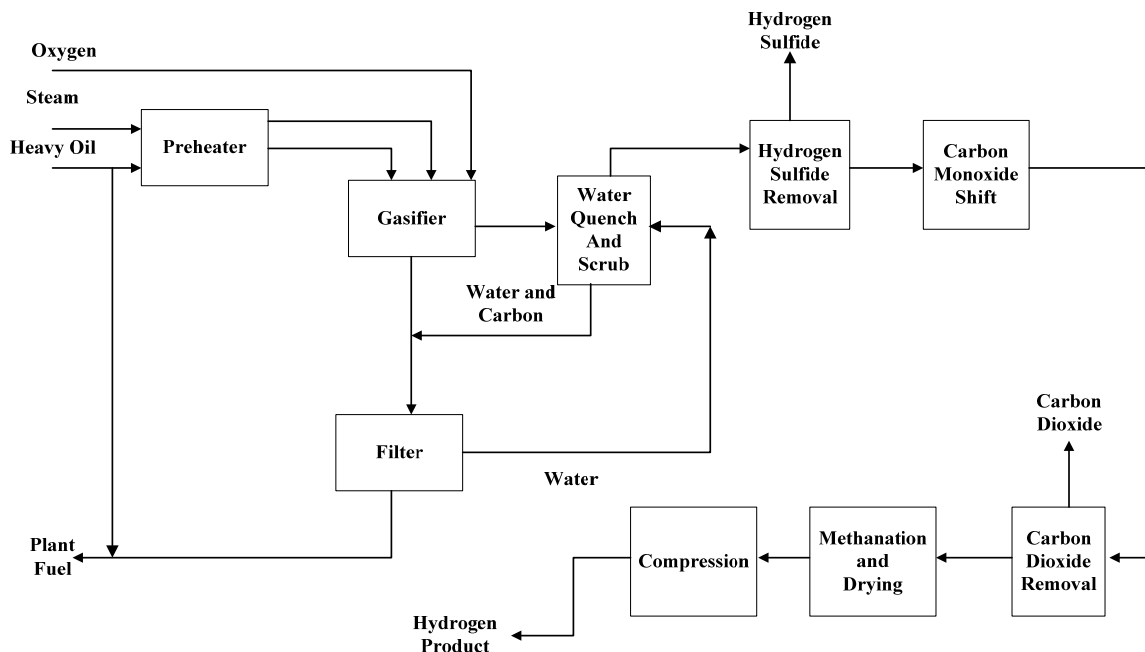 Hydrogen
Sulfide
Oxygen
Steam
Heavy Oil
Preheater
Gasifier
Water
Quench
And
Scrub
Hydrogen
Sulfide
Removal
Carbon
Monoxide
Shift
Water and
Carbon
Filter
Water
Carbon
Dioxide
Plant
Fuel
Compression
Methanation
and
Drying
Carbon
Dioxide
Removal
Hydrogen
Product